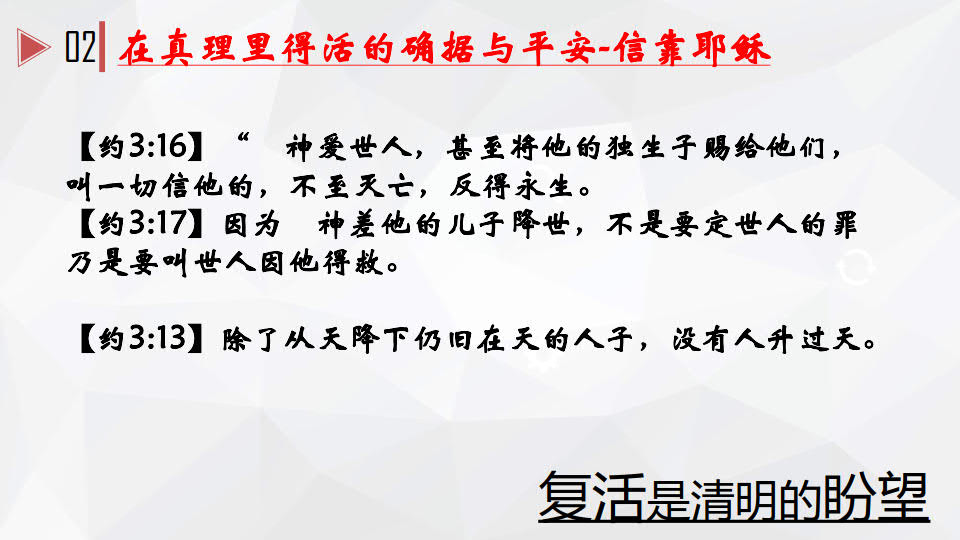 02 在真理里得活的确据与平安-信靠耶稣
【约3:16】“　神爱世人，甚至将他的独生子赐给他们，
叫一切信他的，不至灭亡，反得永生。
【约3:17】因为　神差他的儿子降世，不是要定世人的罪
乃是要叫世人因他得救。
【约3:13】除了从天降下仍旧在天的人子，没有人升过天。
复活是清明的盼望